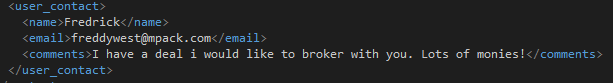 <user_contact>
<name>Fredrick</name>
<email>freddywest@mpack.com</email>
<comments>I have a deal i would like to broker with you. Lots of monies!</comments>
</user_contact>